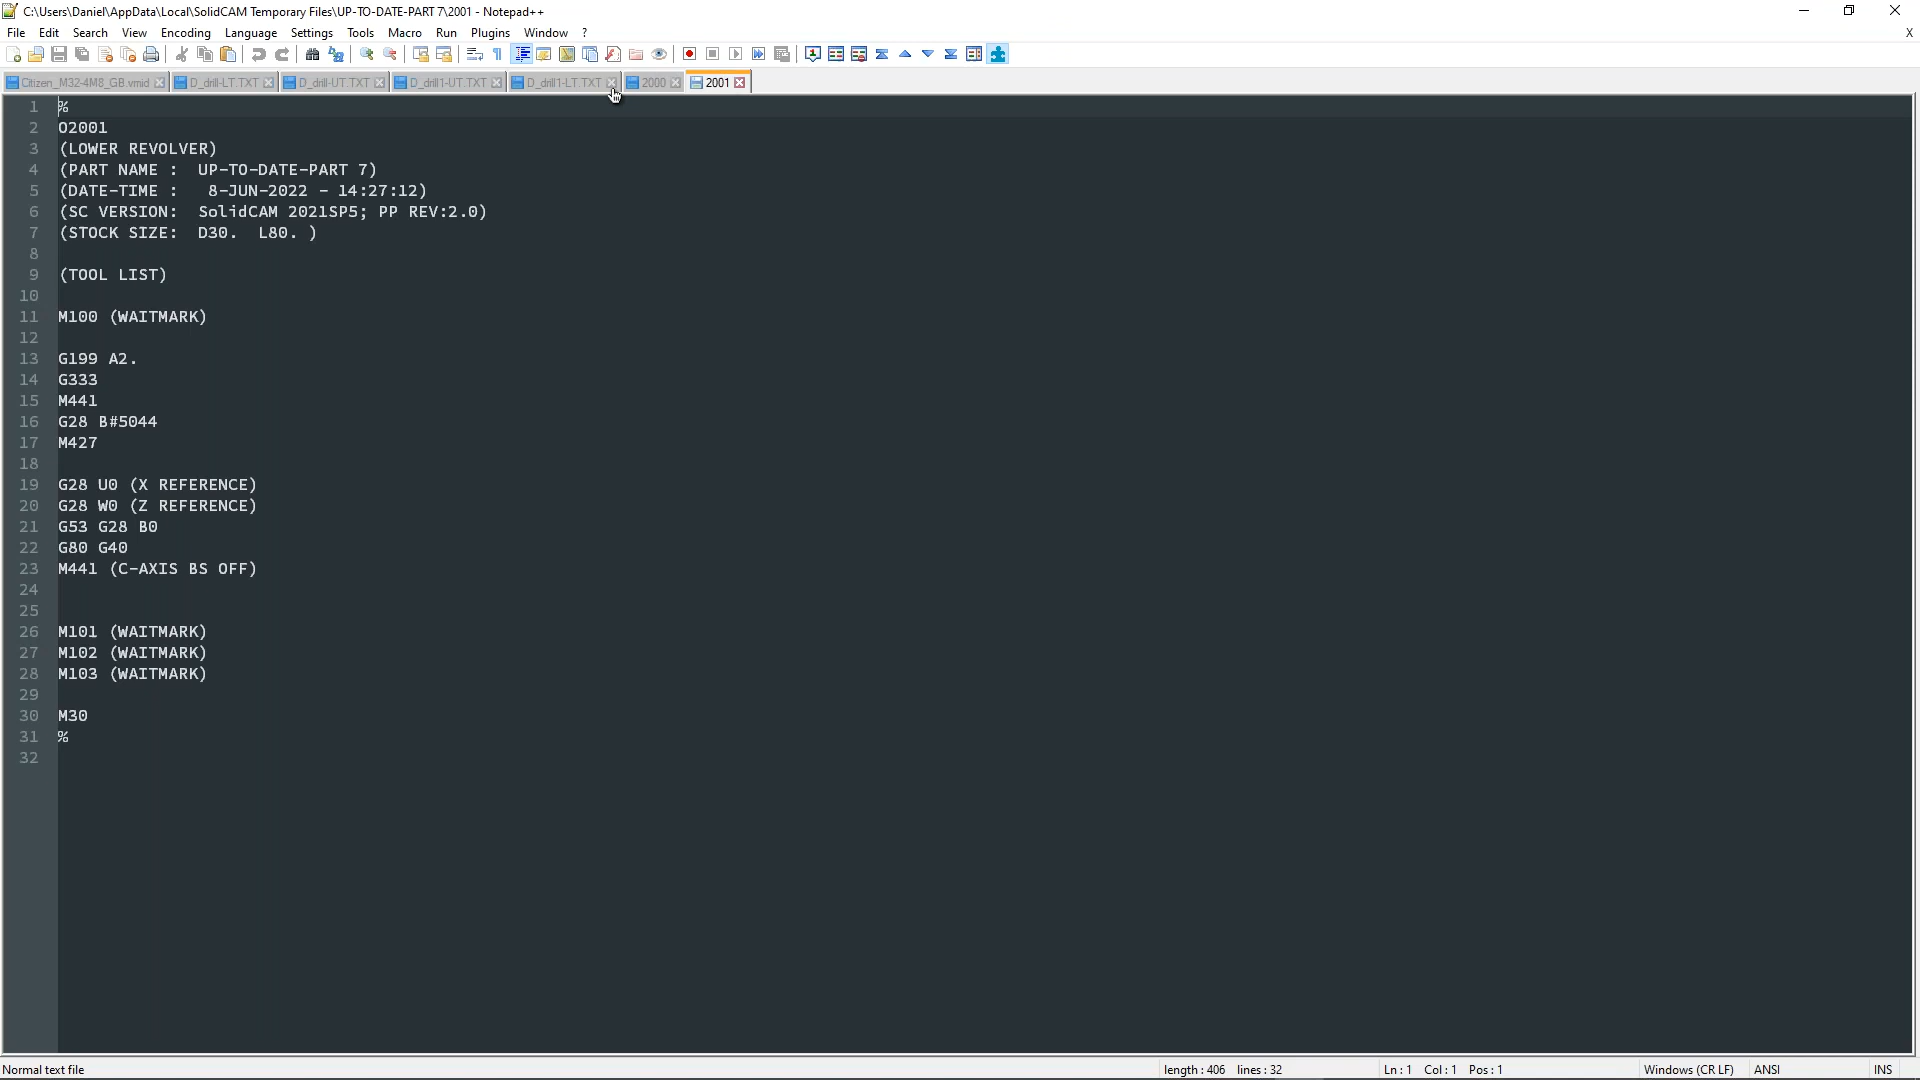 C:\Users\Daniel\AppData\Local\SolidCAM Temporary Files\UP-TO-DATE-PART 7\2001 - Notepad++
File Edit Search View Encoding Language Settings Tools Macro Run Plugins Window ? X
Citizen_M32-4M8_GB.vmid D_drill-LT.TXT D_drill-UT.TXT D_drill1-UT.TXT D_drill1-LT.TXT 2000 2001
1 %
2 O2001
3 (LOWER REVOLVER)
4 (PART NAME : UP-TO-DATE-PART 7)
5 (DATE-TIME : 8-JUN-2022 - 14:27:12)
6 (SC VERSION: SolidCAM 2021SP5; PP REV:2.0)
7 (STOCK SIZE: D30. L80. )
8
9 (TOOL LIST)
10
11 M100 (WAITMARK)
12
13 G199 A2.
14 G333
15 M441
16 G28 B#5044
17 M427
18
19 G28 U0 (X REFERENCE)
20 G28 W0 (Z REFERENCE)
21 G53 G28 B0
22 G80 G40
23 M441 (C-AXIS BS OFF)
24
25
26 M101 (WAITMARK)
27 M102 (WAITMARK)
28 M103 (WAITMARK)
29
30 M30
31 %
32
Normal text file length : 406 lines : 32 Ln : 1 Col : 1 Pos : 1 Windows (CR LF) ANSI INS